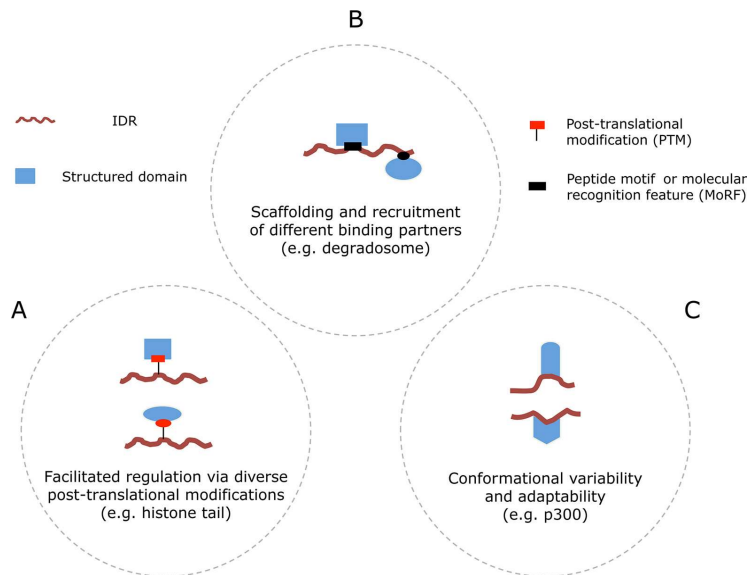 B
IDR
Structured domain
Post-translational
modification (PTM)
Peptide motif or molecular
recognition feature (MoRF)
Scaffolding and recruitment
of different binding partners
(e.g. degradosome)
A
Facilitated regulation via diverse
post-translational modifications
(e.g. histone tail)
C
Conformational variability
and adaptability
(e.g. p300)